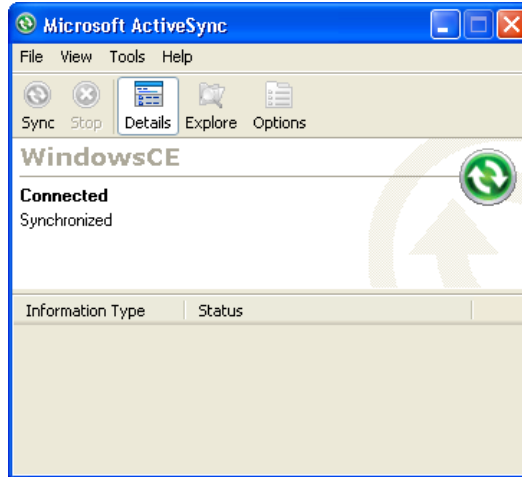 Microsoft ActiveSync
File View Tools Help
Sync Stop Details Explore Options
WindowsCE
Connected
Synchronized
Information Type Status